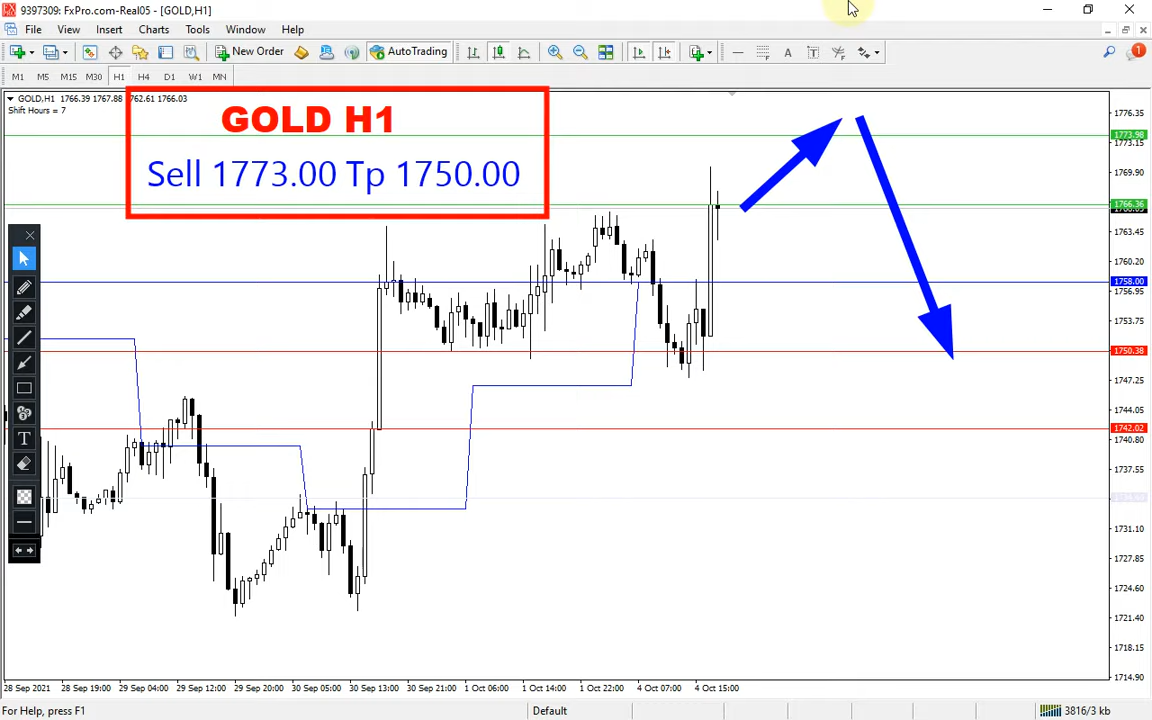 9397309: FxPro.com-Real05 - [GOLD,H1]
File View Insert Charts Tools Window Help
New Order AutoTrading A T 1
M1 M5 M15 M30 H1 H4 D1 W1 MN
GOLD,H1 1766.39 1767.88 1762.61 1766.03
Shift Hours = 7
GOLD H1
Sell 1773.00 Tp 1750.00
T
1776.35
1773.98
1773.15
1769.90
1766.36
1763.45
1760.20
1758.00
1756.95
1753.75
1750.38
1747.25
1744.05
1742.02
1740.80
1737.55
1731.10
1727.85
1724.60
1721.40
1718.15
1714.90
28 Sep 2021 28 Sep 19:00 29 Sep 04:00 29 Sep 12:00 29 Sep 20:00 30 Sep 05:00 30 Sep 13:00 30 Sep 21:00 1 Oct 06:00 1 Oct 14:00 1 Oct 22:00 4 Oct 07:00 4 Oct 15:00
For Help, press F1 Default 3816/3 kb